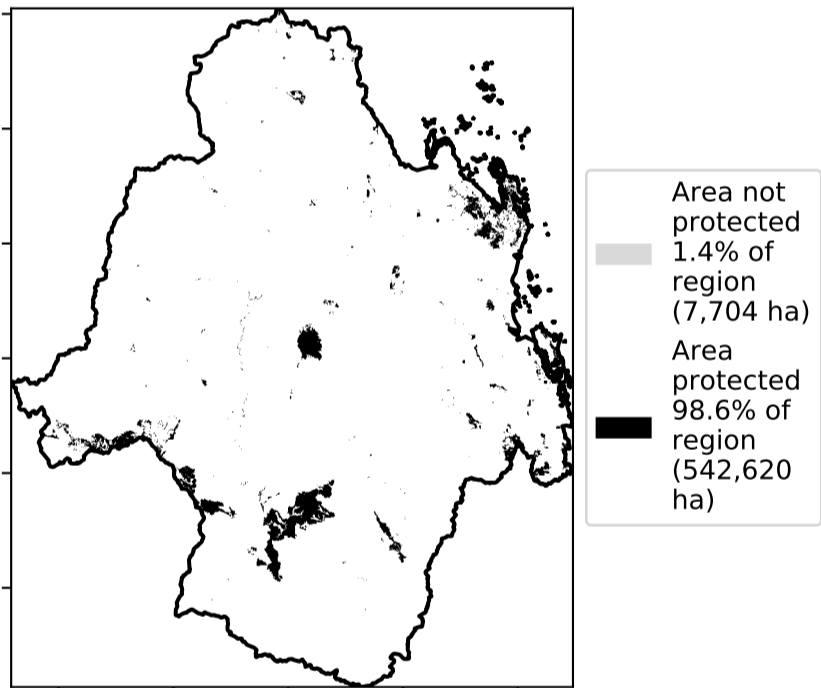 Area not
protected
1.4% of
region
(7,704 ha)
Area
protected
98.6% of
region
(542,620
ha)